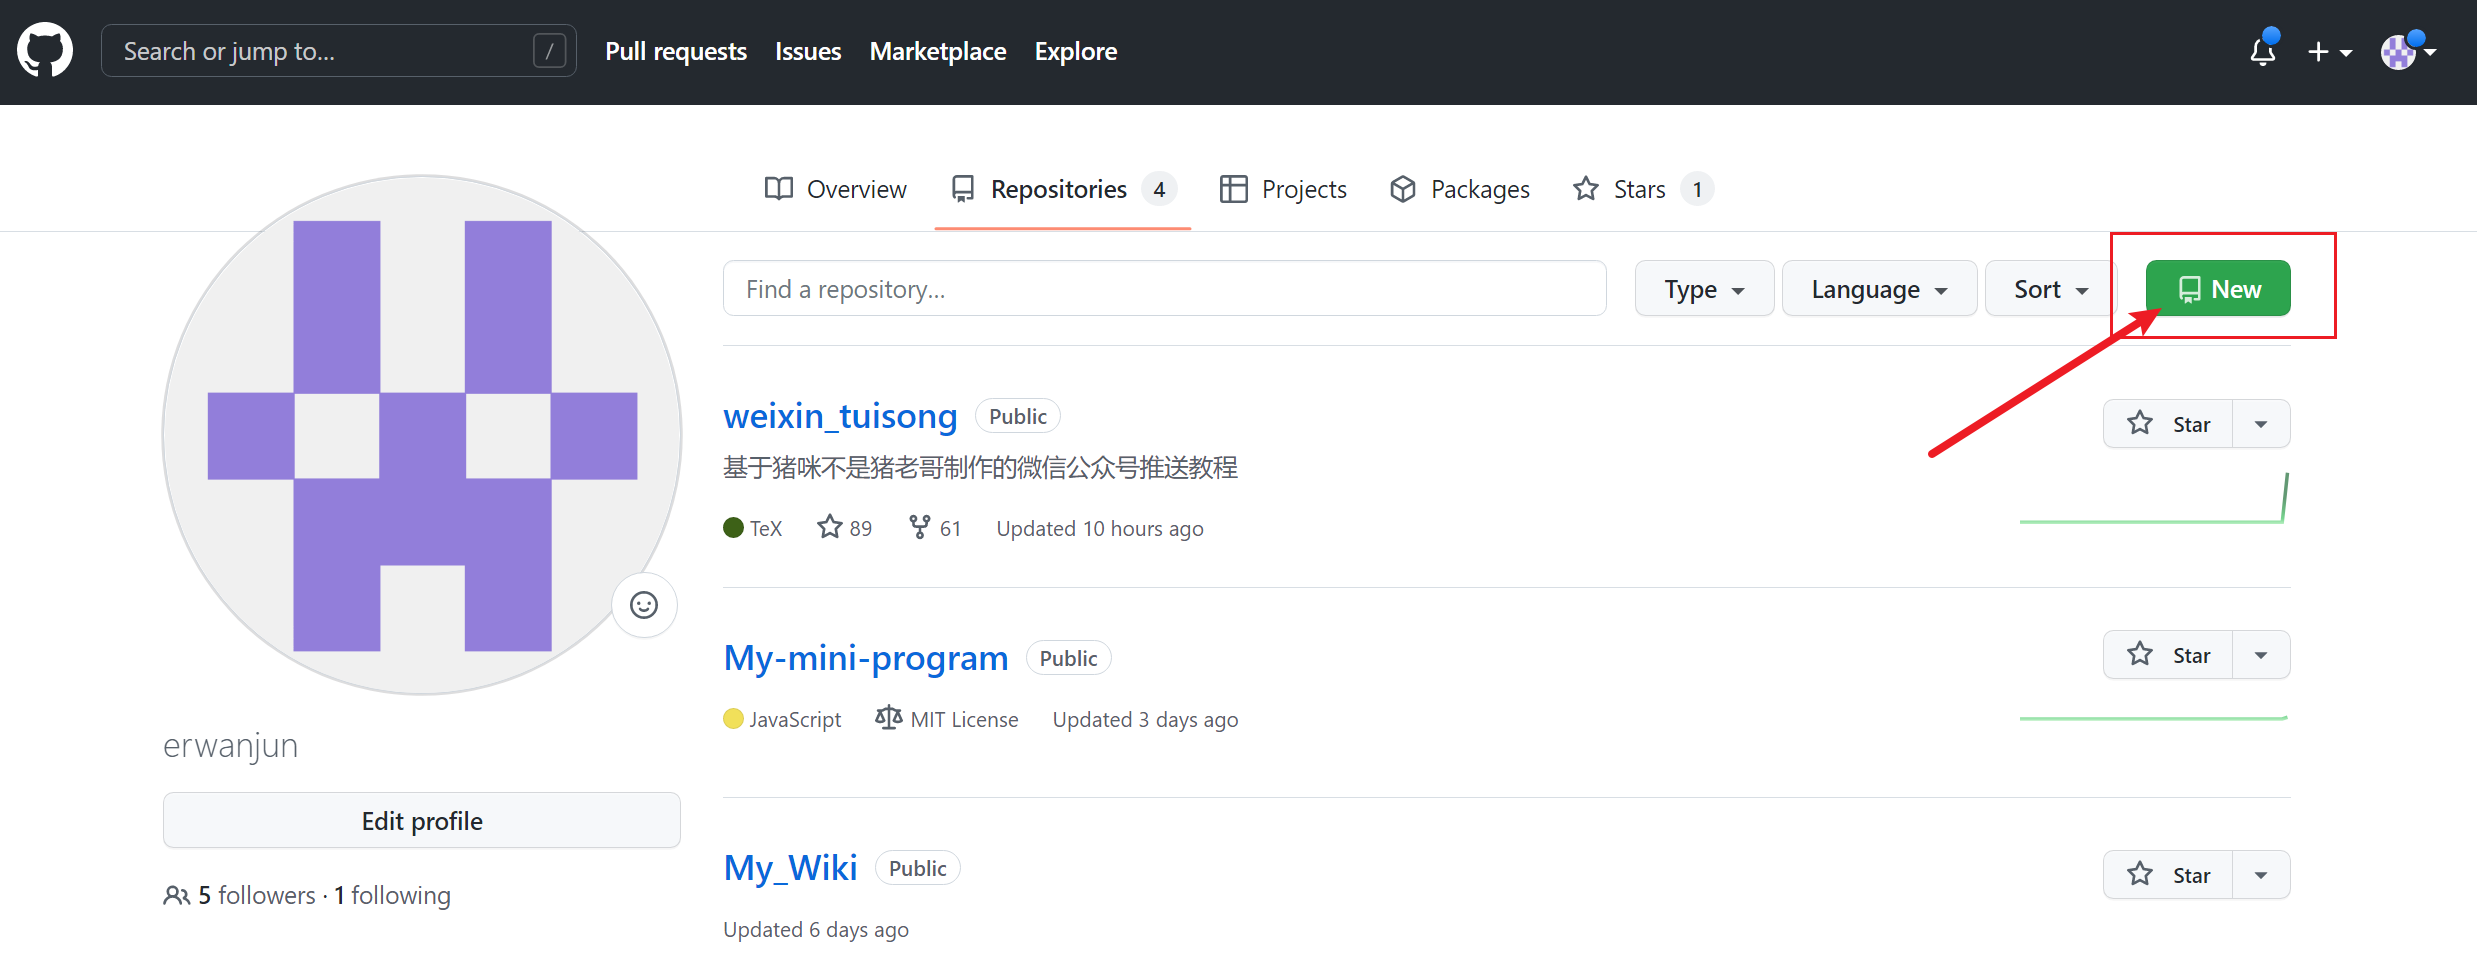 Search or jump to... / Pull requests Issues Marketplace Explore
Overview Repositories 4 Projects Packages Stars 1
Find a repository... Type Language Sort New
weixin_tuisong Public Star
基于猪咪不是猪老哥制作的微信公众号推送教程
TeX 89 61 Updated 10 hours ago
My-mini-program Public Star
JavaScript MIT License Updated 3 days ago
erwanjun
Edit profile
My_Wiki Public Star
5 followers · 1 following
Updated 6 days ago